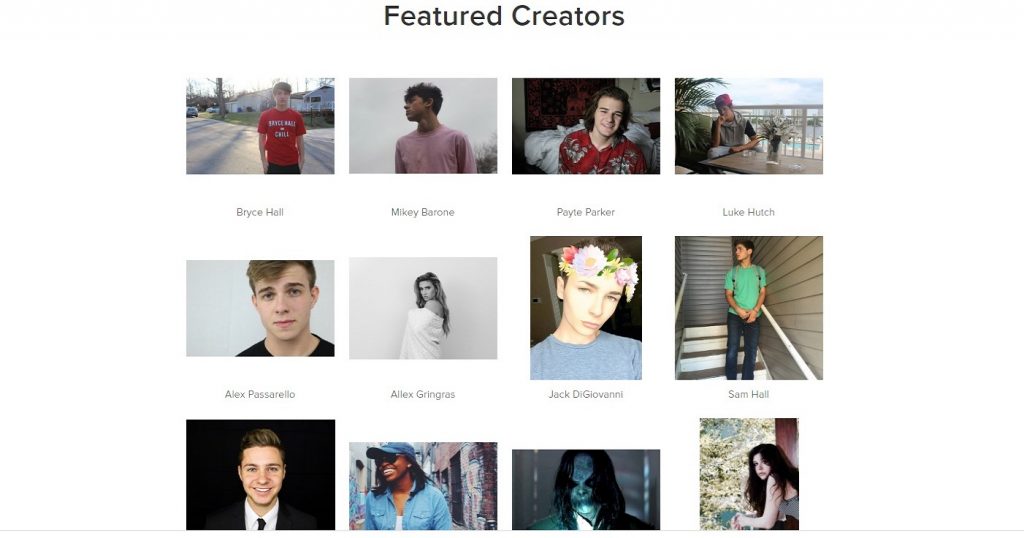 Featured Creators
BRYCE HALL
CHILL
Bryce Hall
Mikey Barone
Payte Parker
Luke Hutch
Alex Passarello
Allex Gringras
Jack DiGiovanni
Sam Hall